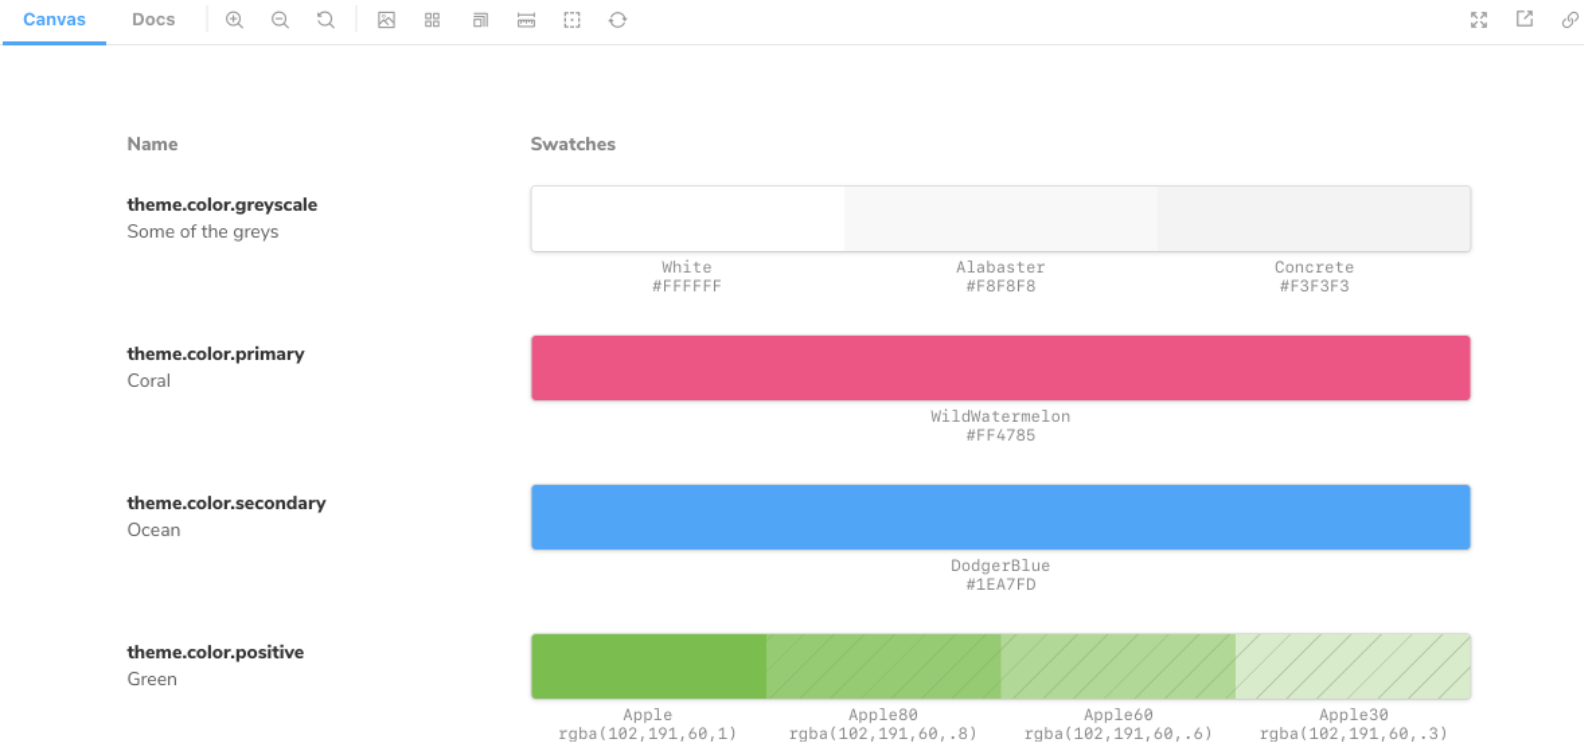 Canvas Docs
Name Swatches
theme.color.greyscale
Some of the greys
White Alabaster Concrete
#FFFFFF #F8F8F8 #F3F3F3
theme.color.primary
Coral
WildWatermelon
#FF4785
theme.color.secondary
Ocean
DodgerBlue
#1EA7FD
theme.color.positive
Green
Apple Apple80 Apple60 Apple30
rgba(102,191,60,1) rgba(102,191,60,.8) rgba(102,191,60,.6) rgba(102,191,60,.3)